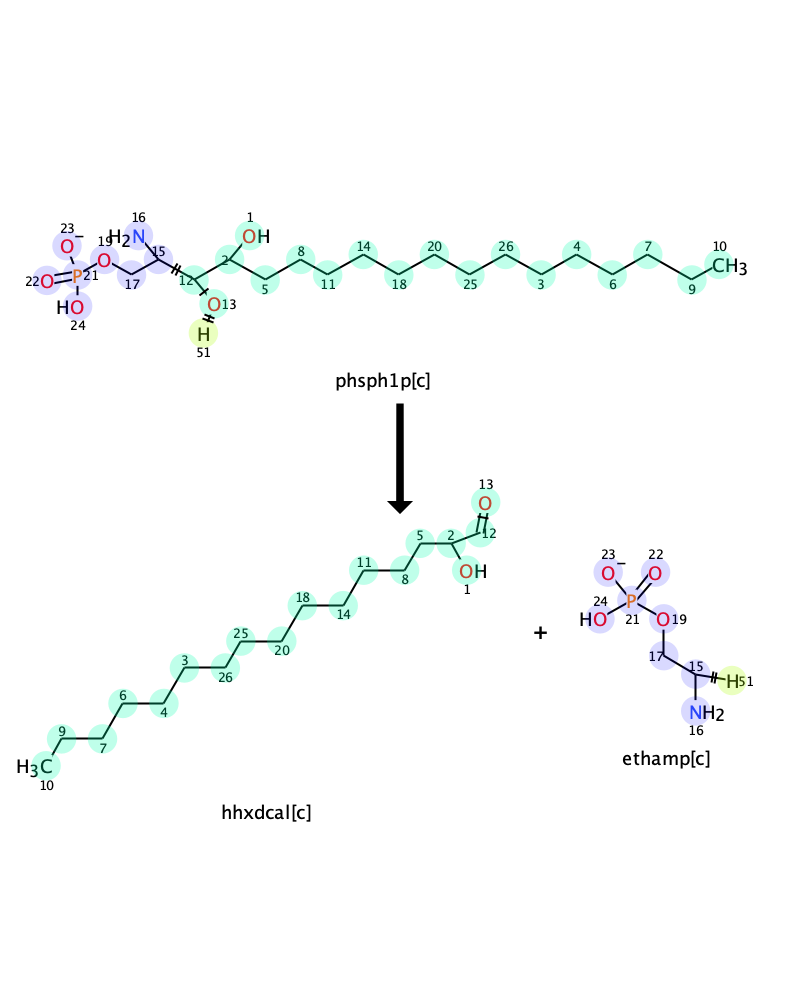 1
16
23 19 H2N 15 OH 2 8 14 20 26 4 7 10
O− O CH3
22 O P 21 17 12 5 11 18 25 3 6 9
HO O 13
24 H
51
phsph1p[c]
13
O
5 2 12
11 8 OH
1
18 14
25 20
3 26
6 4
9 7
H3C
10
23 22
O− O
24 P
HO 21 O 19
17 15
H 51
NH2
16
+
ethamp[c]
hhxdcal[c]